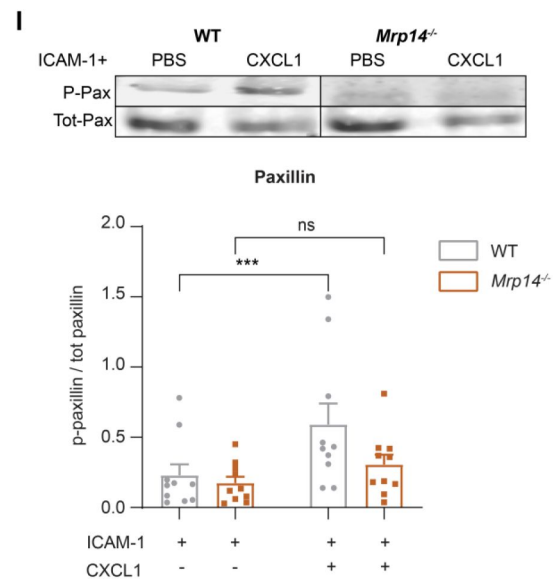 I
WT Mrp14-/-
ICAM-1+ PBS CXCL1 PBS CXCL1
P-Pax
Tot-Pax
Paxillin
2.0
ns
WT
***
Mrp14-/-
1.5
1.0
0.5
0.0
p-paxillin / tot paxillin
ICAM-1 + + + +
CXCL1 - - + +